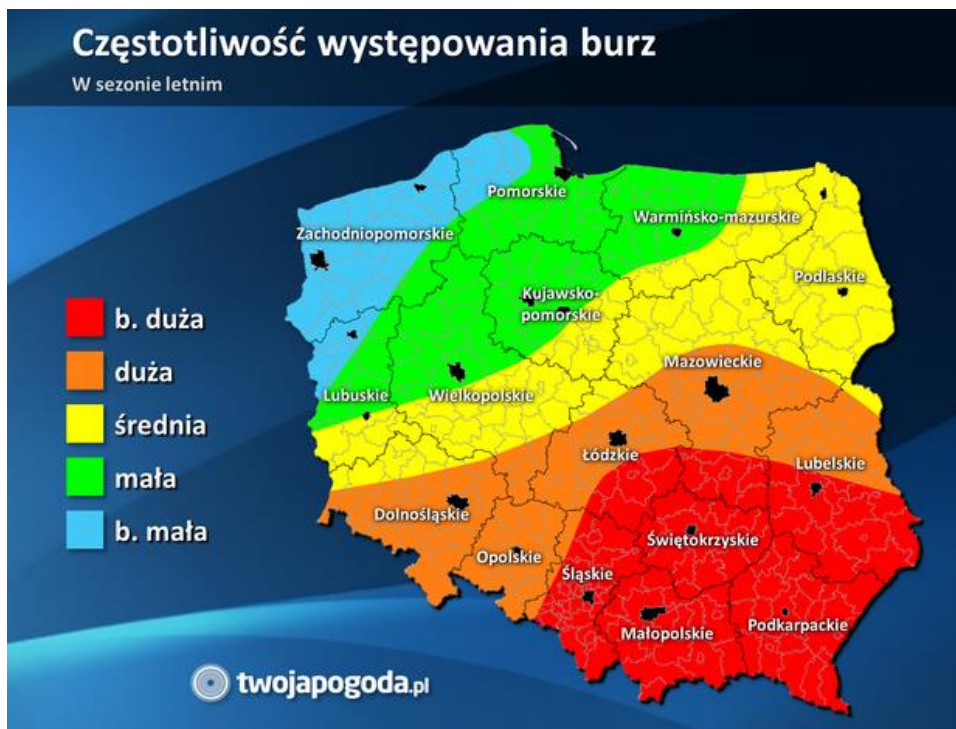 Częstotliwość występowania burz
W sezonie letnim
Pomorskie
Warmińsko-mazurskie
Zachodniopomorskie
Podlaskie
Kujawsko-
pomorskie
b. duża
Mazowieckie
duża
Lubuskie
Wielkopolskie
średnia
Łódzkie
Lubelskie
mała
Dolnośląskie
b. mała
Świętokrzyskie
Opolskie
Śląskie
Podkarpackie
Małopolskie
twojapogoda.pl